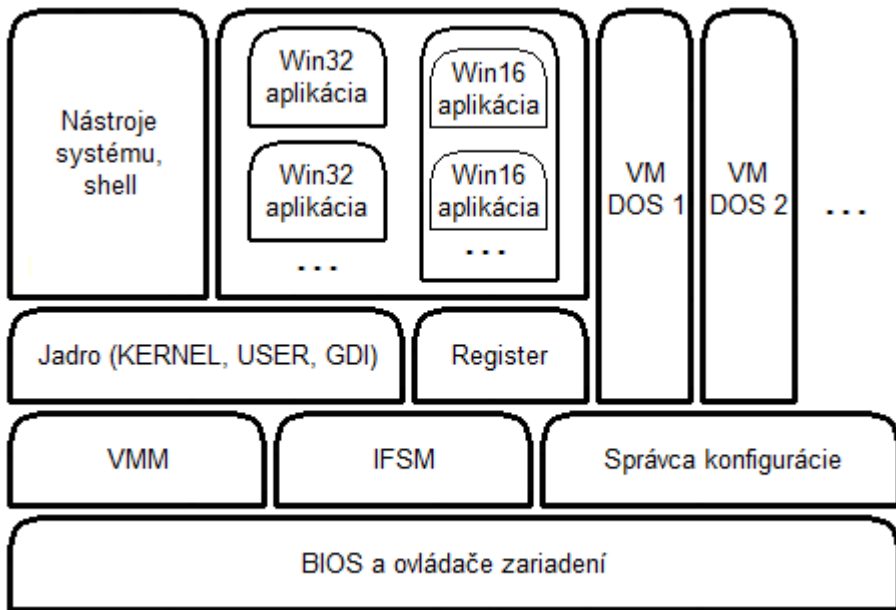 Nástroje
systému,
shell
Win32
aplikácia
Win32
aplikácia
...
Win16
aplikácia
Win16
aplikácia
...
VM
DOS 1
VM
DOS 2
...
Jadro (KERNEL, USER, GDI)
Register
VMM
IFSM
Správca konfigurácie
BIOS a ovládače zariadení